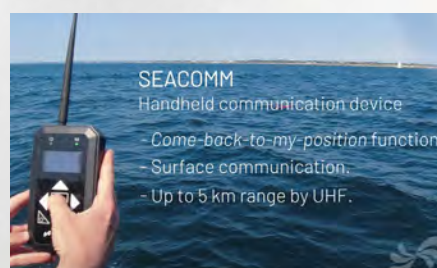 SEACOMM
Handheld communication device
- Come-back-to-my-position function
- Surface communication.
- Up to 5 km range by UHF.